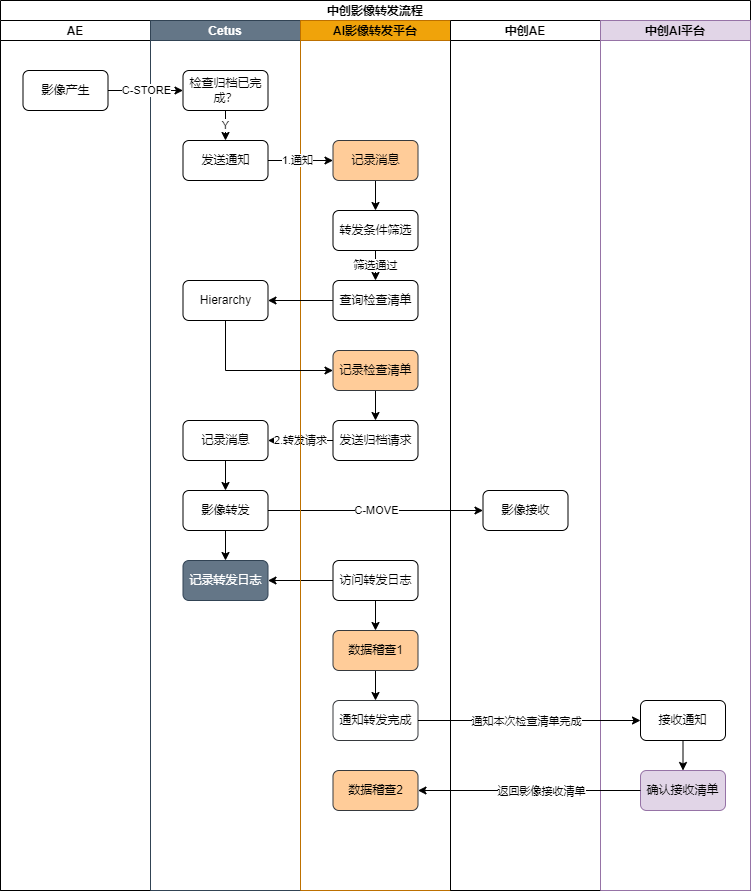 中创影像转发流程
AE
Cetus
AI影像转发平台
中创AE
中创AI平台
影像产生
C-STORE
检查归档已完
成？
Y
发送通知
1.通知
记录消息
转发条件筛选
筛选通过
Hierarchy
查询检查清单
记录检查清单
记录消息
2.转发请求
发送归档请求
影像转发
C-MOVE
影像接收
记录转发日志
访问转发日志
数据稽查1
通知转发完成
通知本次检查清单完成
接收通知
数据稽查2
返回影像接收清单
确认接收清单